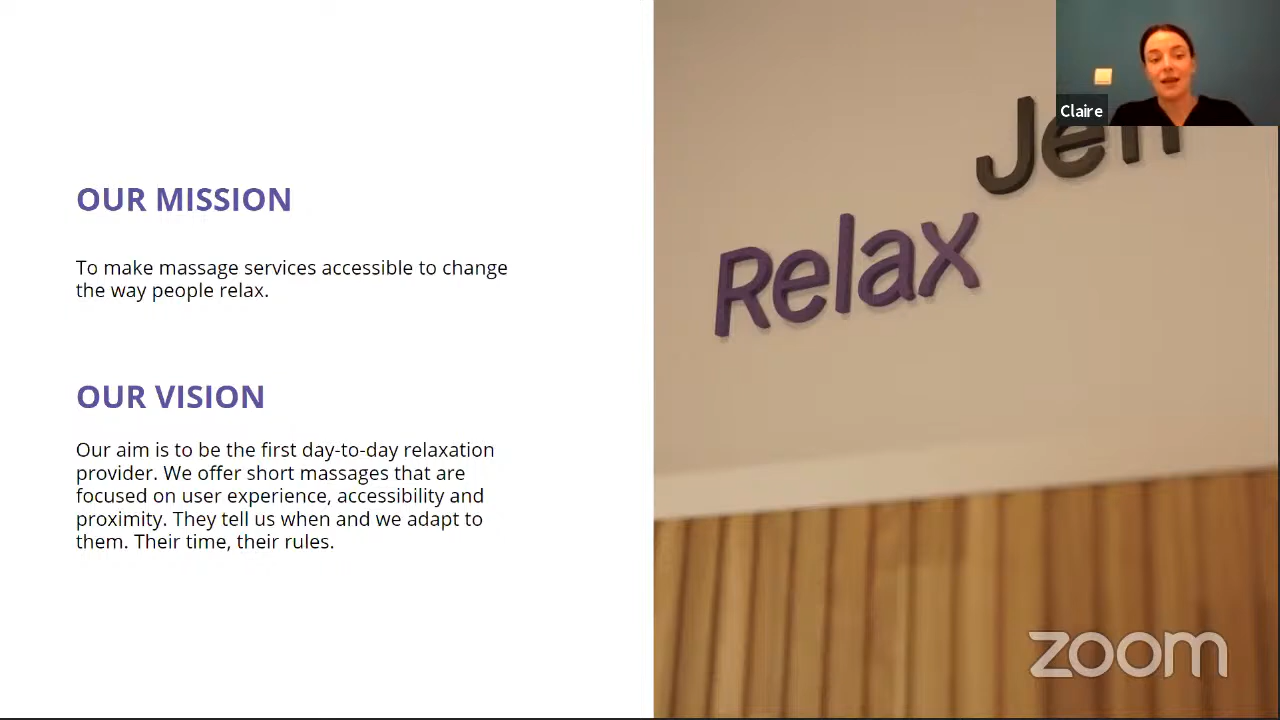 OUR MISSION
To make massage services accessible to change
the way people relax.
OUR VISION
Our aim is to be the first day-to-day relaxation
provider. We offer short massages that are
focused on user experience, accessibility and
proximity. They tell us when and we adapt to
them. Their time, their rules.
Claire
Relax
zoom